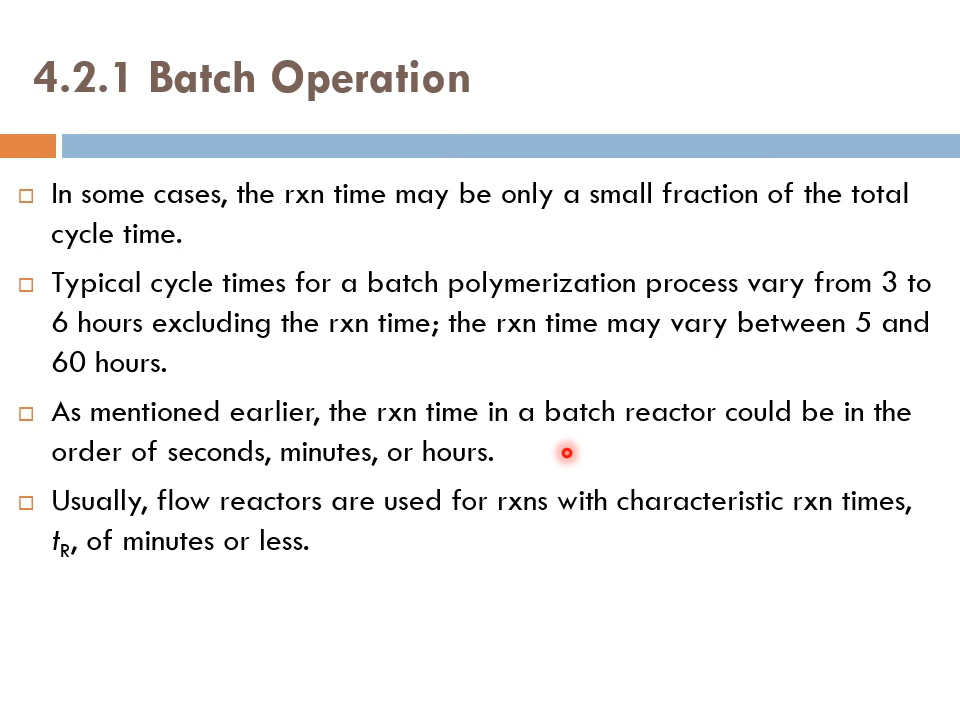 4.2.1 Batch Operation
In some cases, the rxn time may be only a small fraction of the total
cycle time.
Typical cycle times for a batch polymerization process vary from 3 to
6 hours excluding the rxn time; the rxn time may vary between 5 and
60 hours.
As mentioned earlier, the rxn time in a batch reactor could be in the
order of seconds, minutes, or hours.
Usually, flow reactors are used for rxns with characteristic rxn times,
tR, of minutes or less.